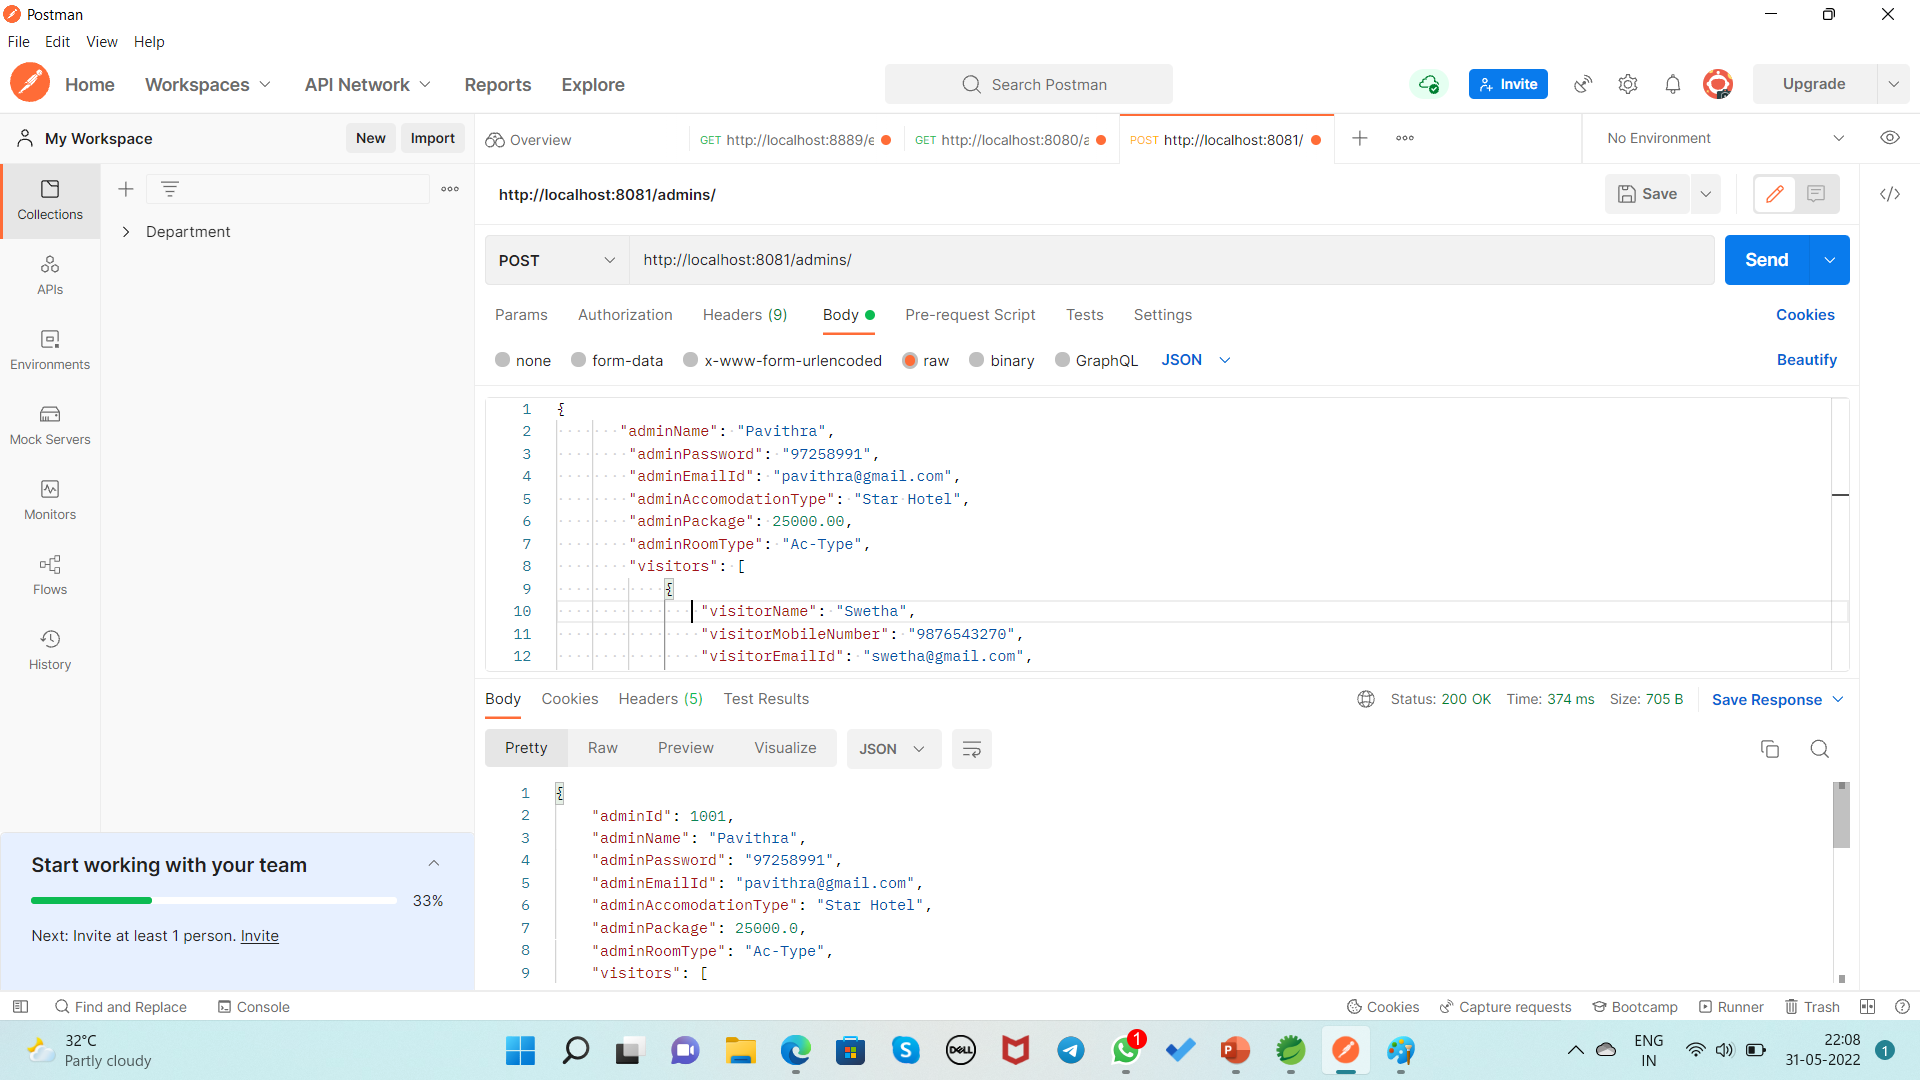 Postman
File Edit View Help
Home Workspaces API Network Reports Explore Search Postman Invite Upgrade
My Workspace New Import Overview GET http://localhost:8889/e GET http://localhost:8080/a POST http://localhost:8081/ No Environment
Collections
Department
APIs
Environments
Mock Servers
Monitors
Flows
History
http://localhost:8081/admins/ Save
POST http://localhost:8081/admins/ Send
Params Authorization Headers (9) Body Pre-request Script Tests Settings Cookies
none form-data x-www-form-urlencoded raw binary GraphQL JSON Beautify
1 {
2 "adminName": "Pavithra",
3 "adminPassword": "97258991",
4 "adminEmailId": "pavithra@gmail.com",
5 "adminAccomodationType": "Star Hotel",
6 "adminPackage": 25000.00,
7 "adminRoomType": "Ac-Type",
8 "visitors": [
9 {
10 "visitorName": "Swetha",
11 "visitorMobileNumber": "9876543270",
12 "visitorEmailId": "swetha@gmail.com",
Body Cookies Headers (5) Test Results Status: 200 OK Time: 374 ms Size: 705 B Save Response
Pretty Raw Preview Visualize JSON
1 {
2 "adminId": 1001,
3 "adminName": "Pavithra",
4 "adminPassword": "97258991",
5 "adminEmailId": "pavithra@gmail.com",
6 "adminAccomodationType": "Star Hotel",
7 "adminPackage": 25000.0,
8 "adminRoomType": "Ac-Type",
9 "visitors": [
Start working with your team
33%
Next: Invite at least 1 person. Invite
Find and Replace Console Cookies Capture requests Bootcamp Runner Trash
32°C
Partly cloudy
DELL
1
ENG
IN
22:08
31-05-2022
1